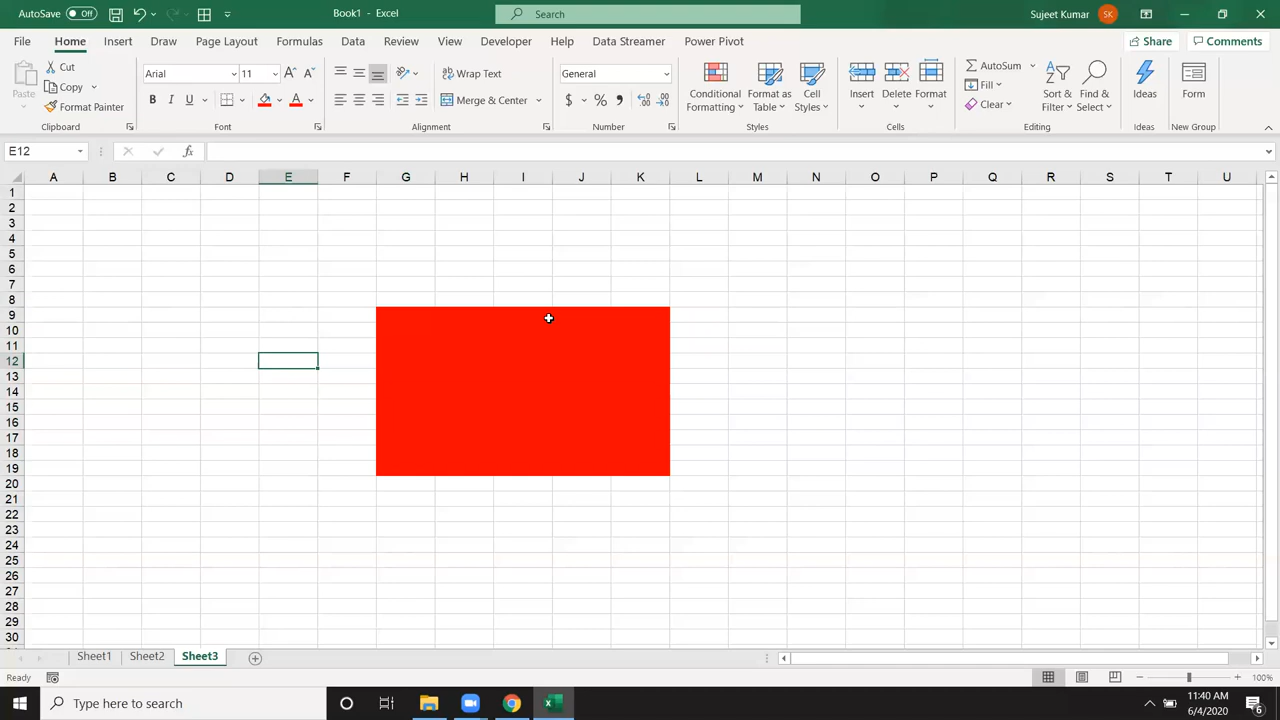 AutoSave Off Book1 - Excel Search Sujeet Kumar SK
File Home Insert Draw Page Layout Formulas Data Review View Developer Help Data Streamer Power Pivot Share Comments
Paste Cut Copy Format Painter
Arial 11 B I U A
Wrap Text Merge & Center
General $ % ,
Conditional Formatting Format as Table Cell Styles
Insert Delete Format
AutoSum Fill Clear Sort & Filter Find & Select
Ideas Form
Clipboard Font Alignment Number Styles Cells Editing Ideas New Group
E12 fx
A B C D E F G H I J K L M N O P Q R S T U
1
2
3
4
5
6
7
8
9
10
11
12
13
14
15
16
17
18
19
20
21
22
23
24
25
26
27
28
29
30
Sheet1 Sheet2 Sheet3
Ready 100%
Type here to search 11:40 AM
6/4/2020 6